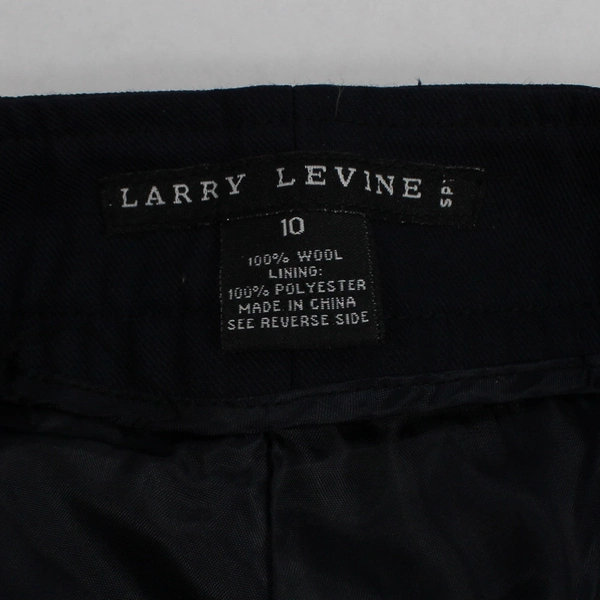 LARRY LEVINE
10
100% WOOL
LINING:
100% POLYESTER
MADE IN CHINA
SEE REVERSE SIDE